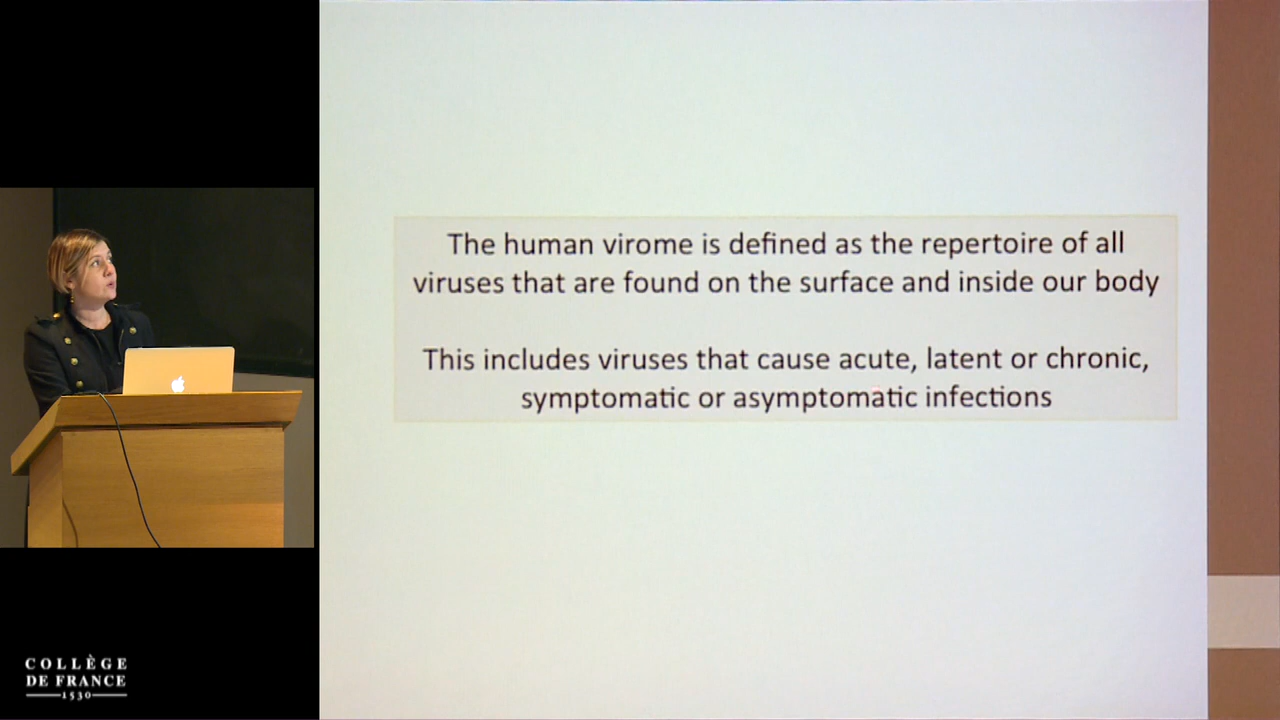 The human virome is defined as the repertoire of all
viruses that are found on the surface and inside our body
This includes viruses that cause acute, latent or chronic,
symptomatic or asymptomatic infections
COLLÈGE
DE FRANCE
1530